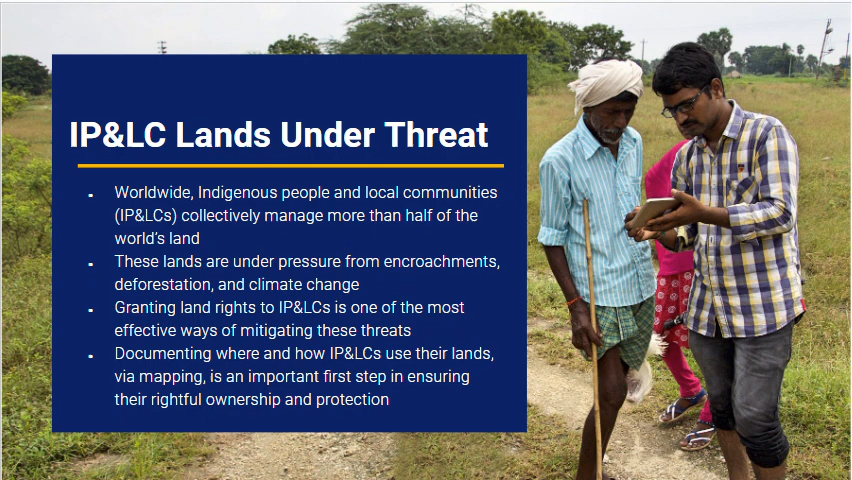 IP&LC Lands Under Threat
Worldwide, Indigenous people and local communities
(IP&LCs) collectively manage more than half of the
world's land
These lands are under pressure from encroachments,
deforestation, and climate change
Granting land rights to IP&LCs is one of the most
effective ways of mitigating these threats
Documenting where and how IP&LCs use their lands,
via mapping, is an important first step in ensuring
their rightful ownership and protection